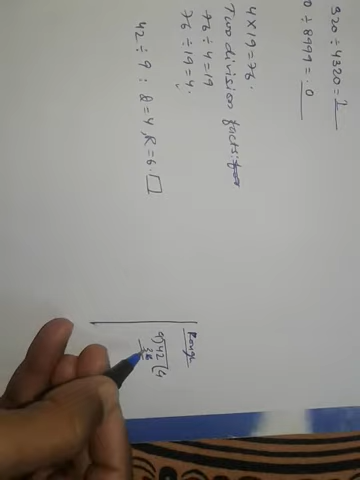 320 ÷ 4320 = 1
0 ÷ 8999 = 0
4 × 19 = 76.
Two division facts:
76 ÷ 4 = 19
76 ÷ 19 = 4.
42 ÷ 9 : 8 = 4, R = 6.
Rough
9) 42 (4
36